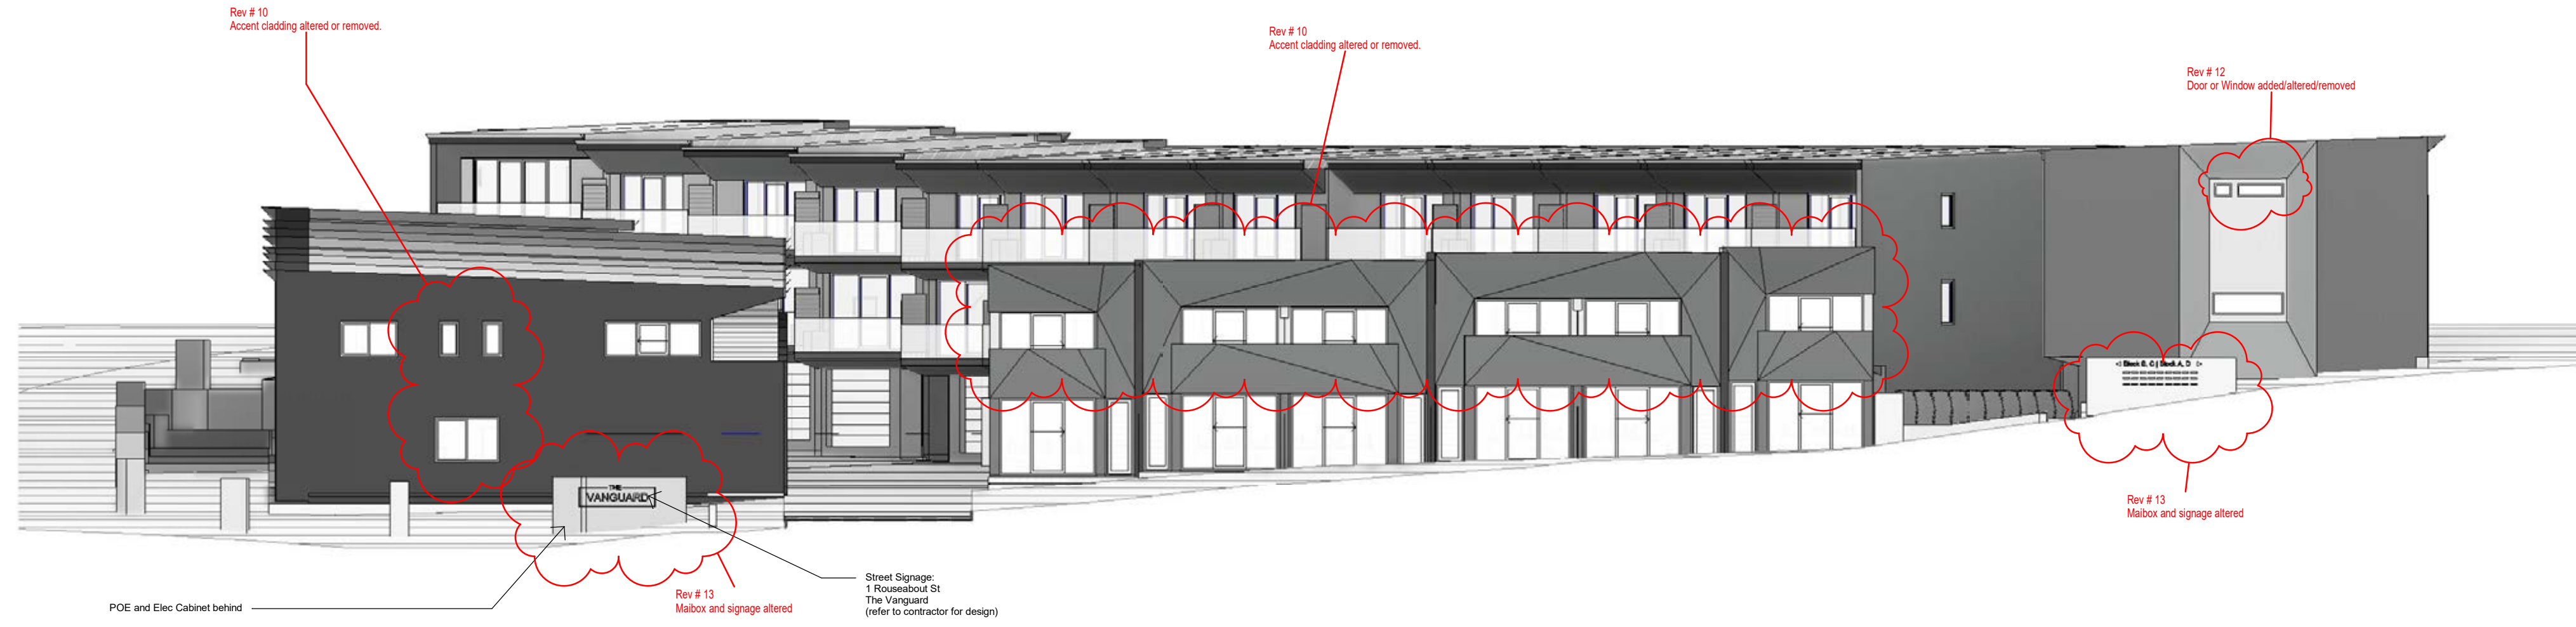 Rev # 10
Accent cladding altered or removed.
Rev # 10
Accent cladding altered or removed.
Rev # 12
Door or Window added/altered/removed
◁ Block B, C | Block A, D ▷
THE
VANGUARD
Rev # 13
Maibox and signage altered
Street Signage:
1 Rouseabout St
The Vanguard
(refer to contractor for design)
POE and Elec Cabinet behind
Rev # 13
Maibox and signage altered